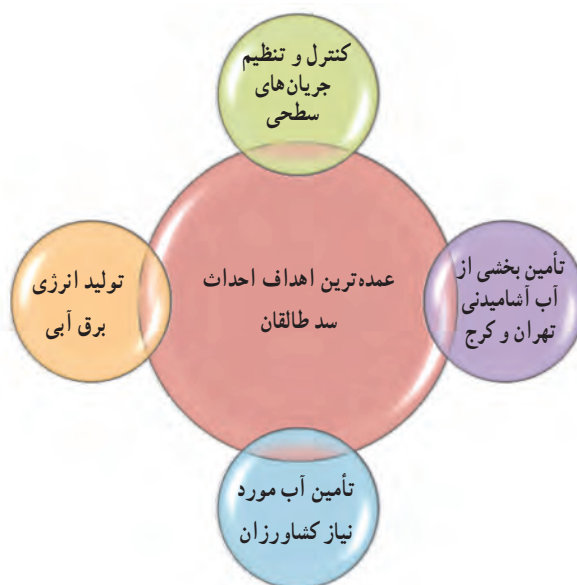 کنترل و تنظیم
جریان‌های
سطحی
تأمین بخشی از
آب آشامیدنی
تهران و کرج
عمده‌ترین اهداف احداث
سد طالقان
تولید انرژی
برق آبی
تأمین آب مورد
نیاز کشاورزان